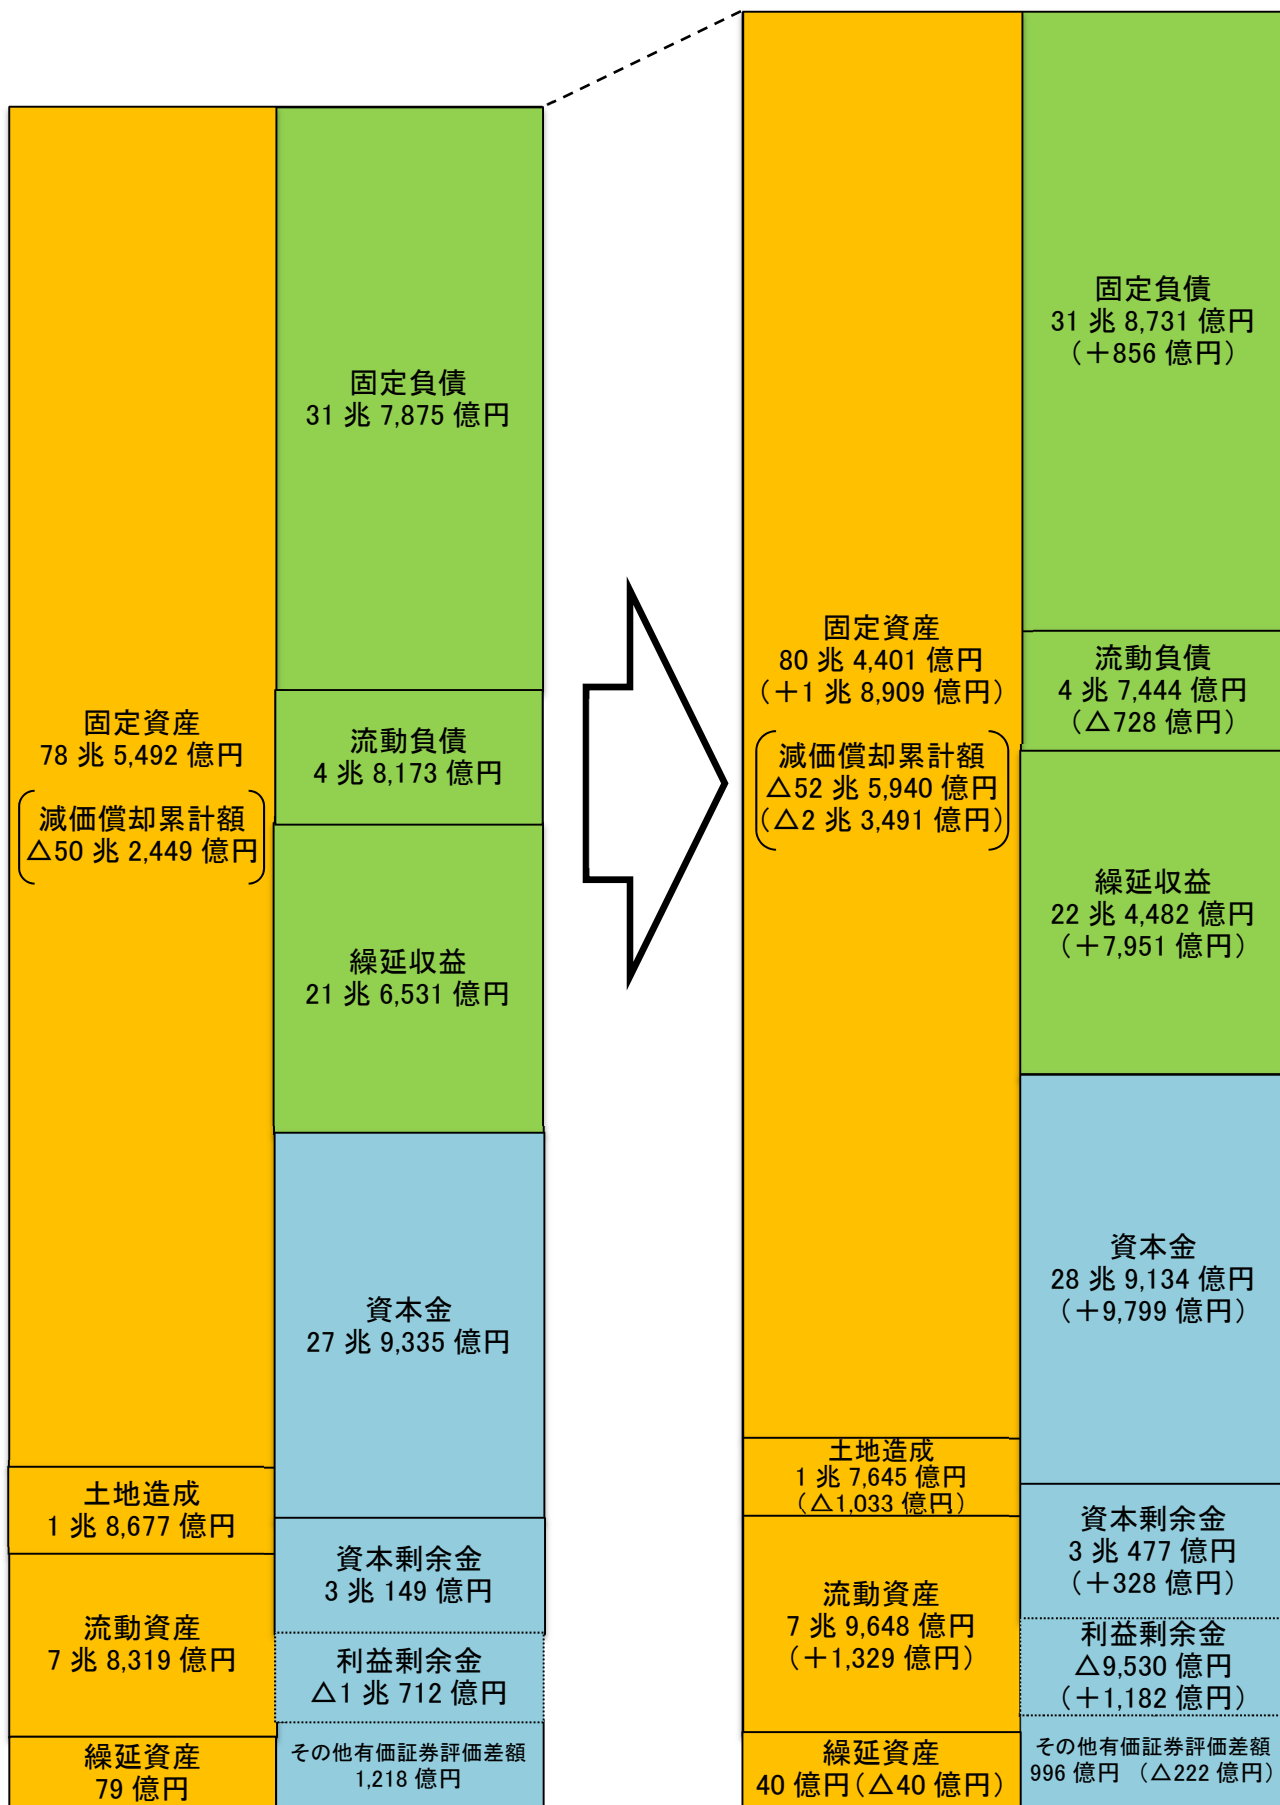 固定資産
78 兆 5,492 億円
減価償却累計額
△50 兆 2,449 億円
土地造成
1 兆 8,677 億円
流動資産
7 兆 8,319 億円
繰延資産
79 億円
固定負債
31 兆 7,875 億円
流動負債
4 兆 8,173 億円
繰延収益
21 兆 6,531 億円
資本金
27 兆 9,335 億円
資本剰余金
3 兆 149 億円
利益剰余金
△1 兆 712 億円
その他有価証券評価差額
1,218 億円
固定資産
80 兆 4,401 億円
(+1 兆 8,909 億円)
減価償却累計額
△52 兆 5,940 億円
(△2 兆 3,491 億円)
土地造成
1 兆 7,645 億円
(△1,033 億円)
流動資産
7 兆 9,648 億円
(+1,329 億円)
繰延資産
40 億円(△40 億円)
固定負債
31 兆 8,731 億円
(+856 億円)
流動負債
4 兆 7,444 億円
(△728 億円)
繰延収益
22 兆 4,482 億円
(+7,951 億円)
資本金
28 兆 9,134 億円
(+9,799 億円)
資本剰余金
3 兆 477 億円
(+328 億円)
利益剰余金
△9,530 億円
(+1,182 億円)
その他有価証券評価差額
996 億円 (△222 億円)